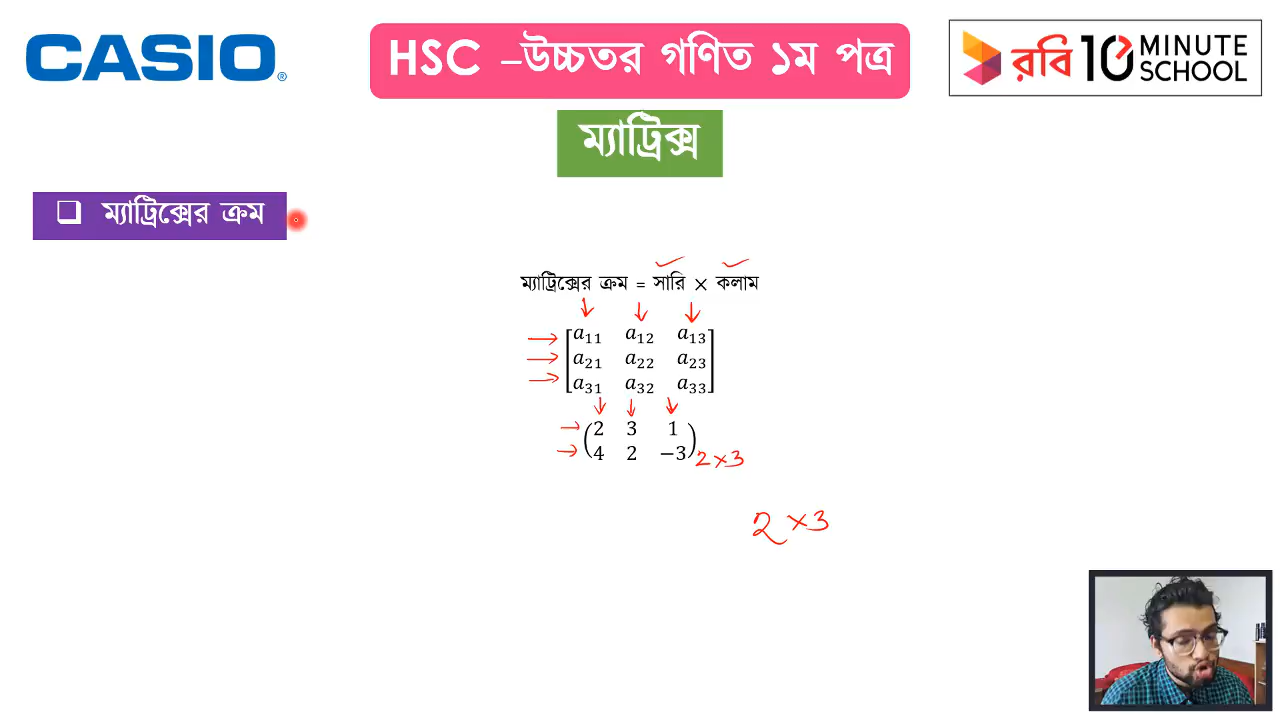 CASIO®
HSC –উচ্চতর গণিত ১ম পত্র
রবি 10 MINUTE SCHOOL
ম্যাট্রিক্স
❑ ম্যাট্রিক্সের ক্রম
ম্যাট্রিক্সের ক্রম = সারি × কলাম
a₁₁ a₁₂ a₁₃
a₂₁ a₂₂ a₂₃
a₃₁ a₃₂ a₃₃
2 3 1
4 2 −3 2×3
2×3